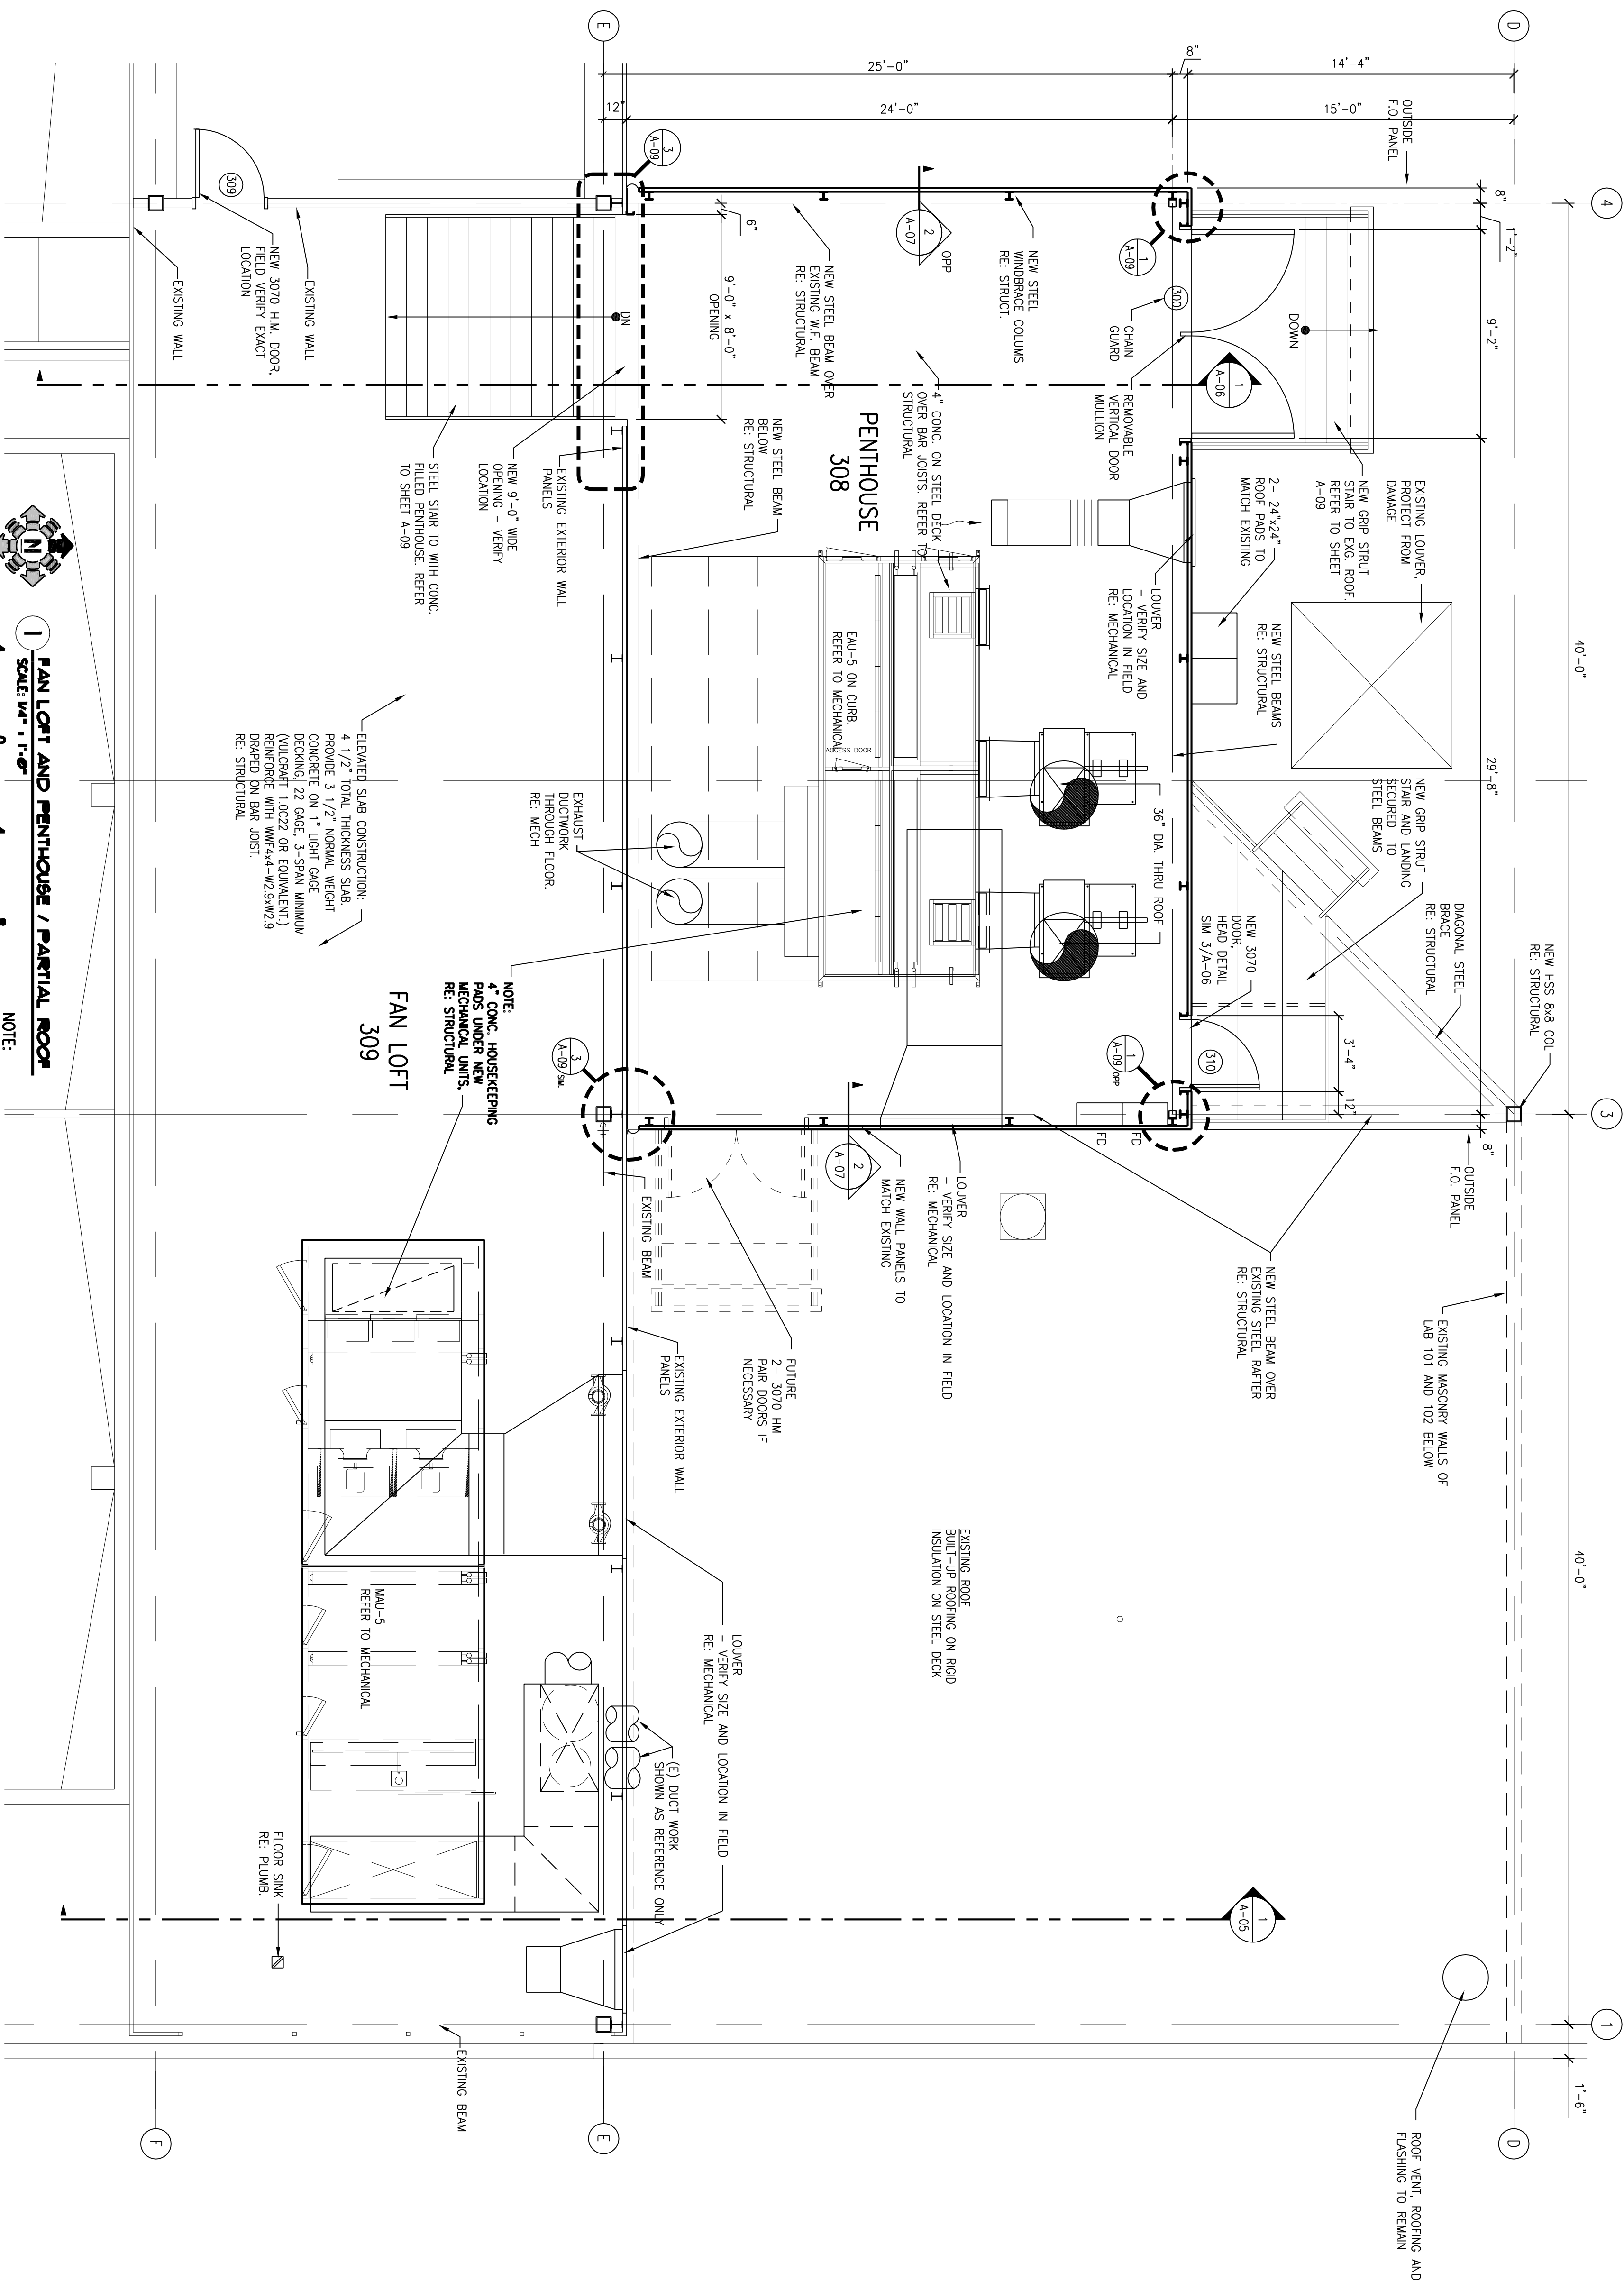 4
3
1
40'-0"
40'-0"
1'-6"
D
E
14'-4"
15'-0"
8"
25'-0"
24'-0"
12"
OUTSIDE
F.O. PANEL
8"
1'-2"
9'-2"
29'-8"
8"
OUTSIDE
F.O. PANEL
NEW HSS 8x8 COL
RE: STRUCTURAL
DIAGONAL STEEL
BRACE
RE: STRUCTURAL
NEW GRIP STRUT
STAIR AND LANDING
SECURED TO
STEEL BEAMS
EXISTING LOUVER,
PROTECT FROM
DAMAGE
NEW GRIP STRUT
STAIR TO EXG. ROOF.
REFER TO SHEET
A-09
2- 24"x24"
ROOF PADS TO
MATCH EXISTING
NEW STEEL BEAMS
RE: STRUCTURAL
DOWN
1
A-06
3'-4"
12"
NEW 3070
DOOR,
HEAD DETAIL
SIM 3/A-06
310
1
A-09
OPP
1
A-09
300
CHAIN
GUARD
REMOVABLE
VERTICAL DOOR
MULLION
LOUVER
- VERIFY SIZE AND
LOCATION IN FIELD
RE: MECHANICAL
36" DIA. THRU ROOF
FD
FD
NEW STEEL BEAM OVER
EXISTING STEEL RAFTER
RE: STRUCTURAL
EXISTING MASONRY WALLS OF
LAB 101 AND 102 BELOW
ROOF VENT, ROOFING AND
FLASHING TO REMAIN
D
1
A-05
NEW STEEL
WINDBRACE COLUMS
RE: STRUCT.
2
A-07
OPP
4" CONC. ON STEEL DECK
OVER BAR JOISTS. REFER TO
STRUCTURAL
PENTHOUSE
308
EAU-5 ON CURB.
REFER TO MECHANICAL
ACCESS DOOR
LOUVER
- VERIFY SIZE AND LOCATION IN FIELD
RE: MECHANICAL
NEW WALL PANELS TO
MATCH EXISTING
2
A-07
EXISTING ROOF
BUILT-UP ROOFING ON RIGID
INSULATION ON STEEL DECK
NEW STEEL BEAM OVER
EXISTING W.F. BEAM
RE: STRUCTURAL
6"
9'-0" x 8'-0"
OPENING
NEW STEEL BEAM
BELOW
RE: STRUCTURAL
3
A-09
DN
EXISTING EXTERIOR WALL
PANELS
NEW 9'-0" WIDE
OPENING - VERIFY
LOCATION
STEEL STAIR TO WITH CONC.
FILLED PENTHOUSE. REFER
TO SHEET A-09
EXHAUST
DUCTWORK
THROUGH FLOOR.
RE: MECH
3
A-09
SIM.
FUTURE
2- 3070 HM
PAIR DOORS IF
NECESSARY
EXISTING BEAM
EXISTING EXTERIOR WALL
PANELS
LOUVER
- VERIFY SIZE AND LOCATION IN FIELD
RE: MECHANICAL
(E) DUCT WORK
SHOWN AS REFERENCE ONLY
E
NOTE:
4" CONC. HOUSEKEEPING
PADS UNDER NEW
MECHANICAL UNITS,
RE: STRUCTURAL
FAN LOFT
309
ELEVATED SLAB CONSTRUCTION:
4 1/2" TOTAL THICKNESS SLAB.
PROVIDE 3 1/2" NORMAL WEIGHT
CONCRETE ON 1" LIGHT GAGE
DECKING, 22 GAGE, 3-SPAN MINIMUM
(VULCRAFT 1.0C22 OR EQUIVALENT.)
REINFORCE WITH WWF4x4-W2.9xW2.9
DRAPED ON BAR JOIST.
RE: STRUCTURAL
MAU-5
REFER TO MECHANICAL
FLOOR SINK
RE: PLUMB.
EXISTING BEAM
F
309
EXISTING WALL
NEW 3070 H.M. DOOR,
FIELD VERIFY EXACT
LOCATION
EXISTING WALL
N
1
FAN LOFT AND PENTHOUSE / PARTIAL ROOF
SCALE: 1/4" = 1'-0"
NOTE: